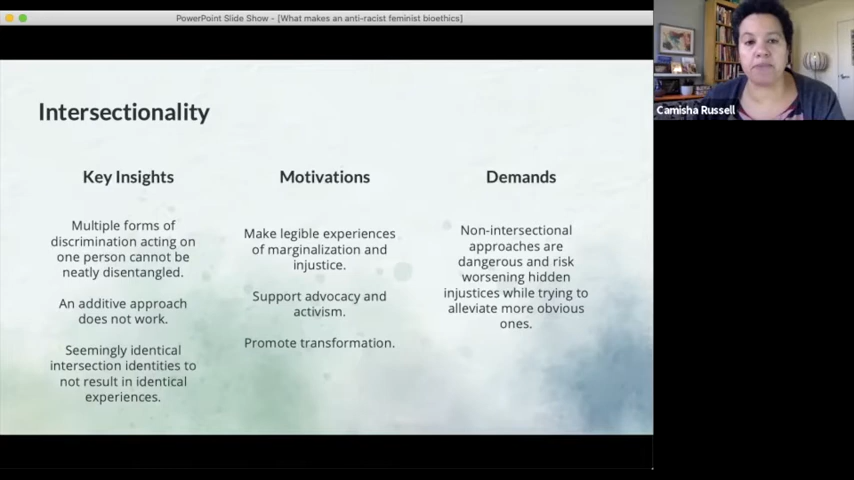 PowerPoint Slide Show - [What makes an anti-racist feminist bioethics]
Intersectionality
Key Insights
Multiple forms of
discrimination acting on
one person cannot be
neatly disentangled.
An additive approach
does not work.
Seemingly identical
intersection identities to
not result in identical
experiences.
Motivations
Make legible experiences
of marginalization and
injustice.
Support advocacy and
activism.
Promote transformation.
Demands
Non-intersectional
approaches are
dangerous and risk
worsening hidden
injustices while trying to
alleviate more obvious
ones.
Camisha Russell